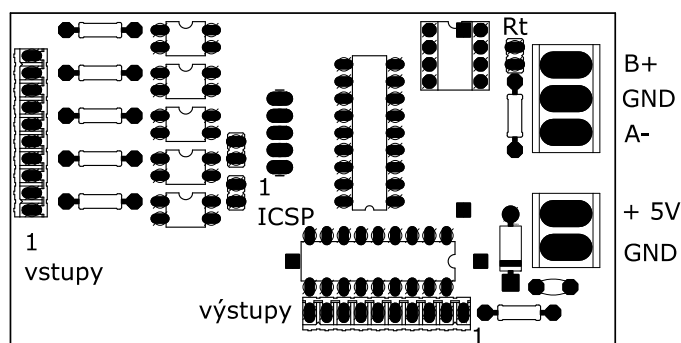 Rt
B+
GND
A-
1
ICSP
+ 5V
GND
1
vstupy
výstupy
1